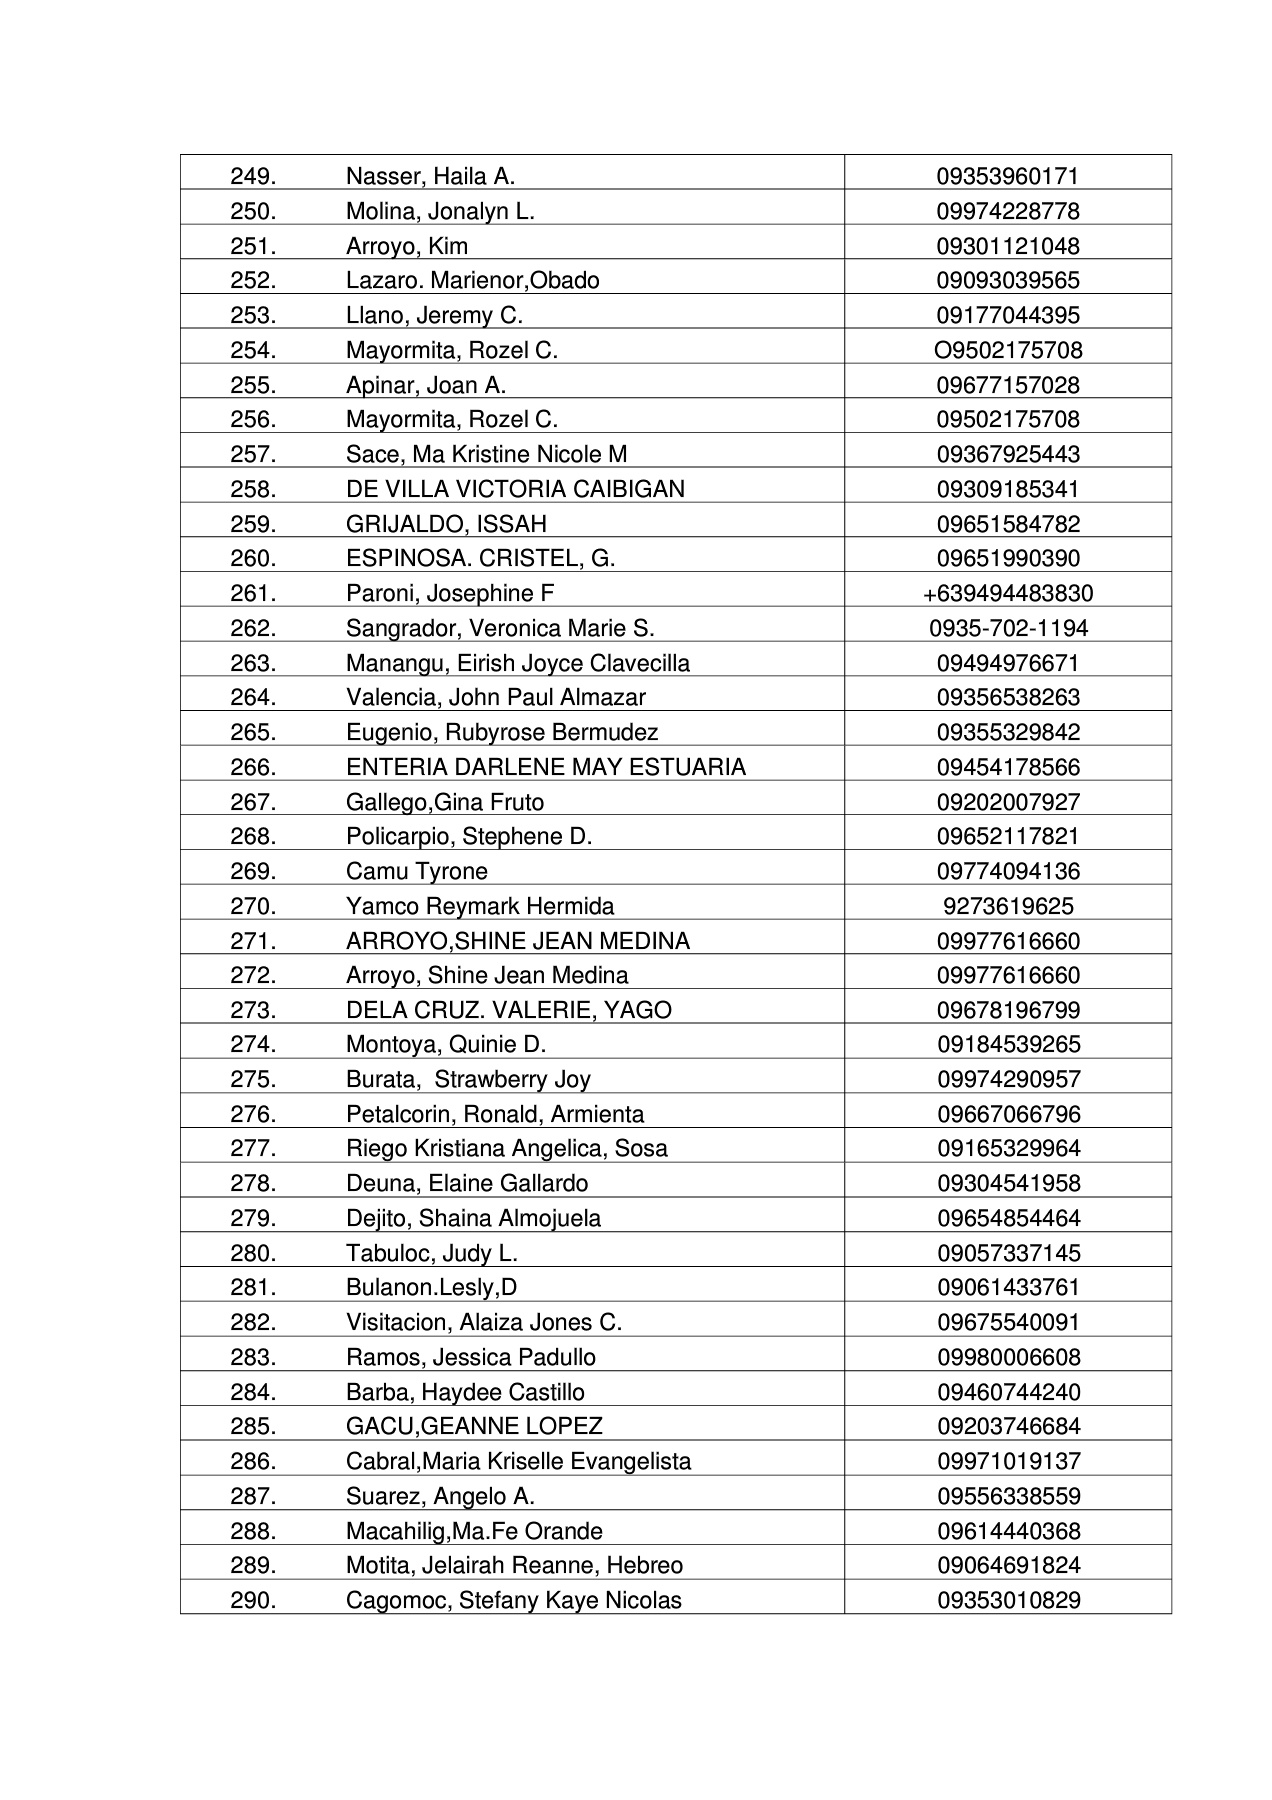 249. Nasser, Haila A. 09353960171
250. Molina, Jonalyn L. 09974228778
251. Arroyo, Kim 09301121048
252. Lazaro. Marienor,Obado 09093039565
253. Llano, Jeremy C. 09177044395
254. Mayormita, Rozel C. O9502175708
255. Apinar, Joan A. 09677157028
256. Mayormita, Rozel C. 09502175708
257. Sace, Ma Kristine Nicole M 09367925443
258. DE VILLA VICTORIA CAIBIGAN 09309185341
259. GRIJALDO, ISSAH 09651584782
260. ESPINOSA. CRISTEL, G. 09651990390
261. Paroni, Josephine F +639494483830
262. Sangrador, Veronica Marie S. 0935-702-1194
263. Manangu, Eirish Joyce Clavecilla 09494976671
264. Valencia, John Paul Almazar 09356538263
265. Eugenio, Rubyrose Bermudez 09355329842
266. ENTERIA DARLENE MAY ESTUARIA 09454178566
267. Gallego,Gina Fruto 09202007927
268. Policarpio, Stephene D. 09652117821
269. Camu Tyrone 09774094136
270. Yamco Reymark Hermida 9273619625
271. ARROYO,SHINE JEAN MEDINA 09977616660
272. Arroyo, Shine Jean Medina 09977616660
273. DELA CRUZ. VALERIE, YAGO 09678196799
274. Montoya, Quinie D. 09184539265
275. Burata,  Strawberry Joy 09974290957
276. Petalcorin, Ronald, Armienta 09667066796
277. Riego Kristiana Angelica, Sosa 09165329964
278. Deuna, Elaine Gallardo 09304541958
279. Dejito, Shaina Almojuela 09654854464
280. Tabuloc, Judy L. 09057337145
281. Bulanon.Lesly,D 09061433761
282. Visitacion, Alaiza Jones C. 09675540091
283. Ramos, Jessica Padullo 09980006608
284. Barba, Haydee Castillo 09460744240
285. GACU,GEANNE LOPEZ 09203746684
286. Cabral,Maria Kriselle Evangelista 09971019137
287. Suarez, Angelo A. 09556338559
288. Macahilig,Ma.Fe Orande 09614440368
289. Motita, Jelairah Reanne, Hebreo 09064691824
290. Cagomoc, Stefany Kaye Nicolas 09353010829